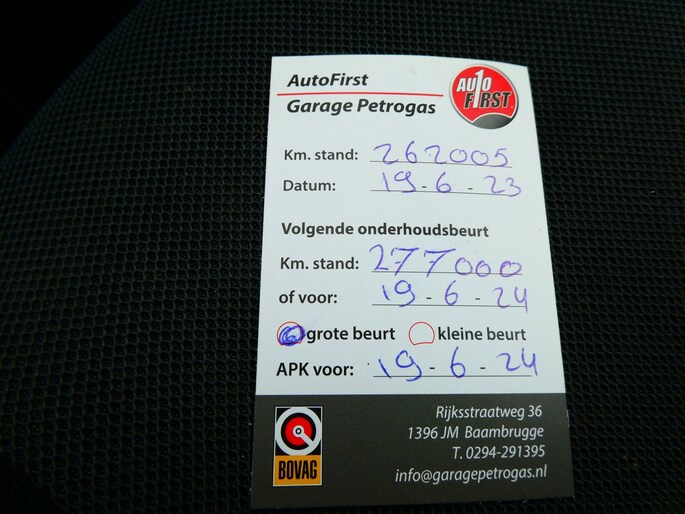 AutoFirst
AUTO F1RST
Garage Petrogas
Km. stand: 262005
Datum: 19-6-23
Volgende onderhoudsbeurt
Km. stand: 277000
of voor: 19-6-24
grote beurt kleine beurt
APK voor: 19-6-24
BOVAG
Rijksstraatweg 36
1396 JM Baambrugge
T. 0294-291395
info@garagepetrogas.nl